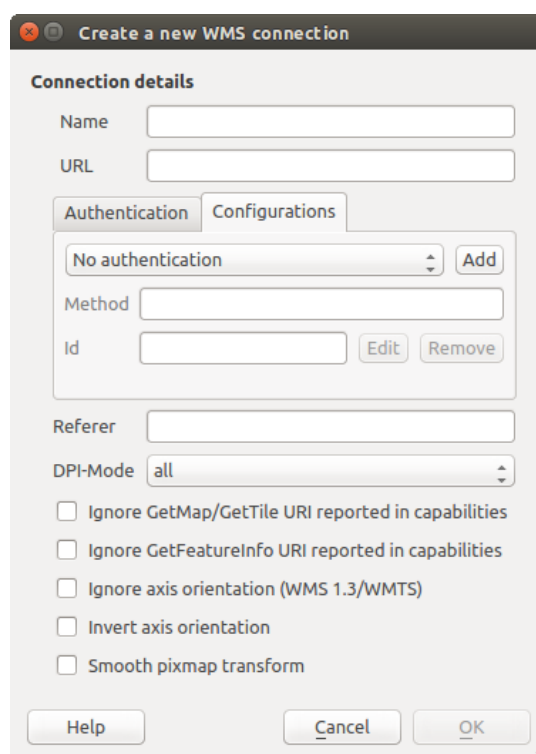 Create a new WMS connection
Connection details
Name
URL
Authentication Configurations
No authentication Add
Method
Id Edit Remove
Referer
DPI-Mode all
Ignore GetMap/GetTile URI reported in capabilities
Ignore GetFeatureInfo URI reported in capabilities
Ignore axis orientation (WMS 1.3/WMTS)
Invert axis orientation
Smooth pixmap transform
Help Cancel OK